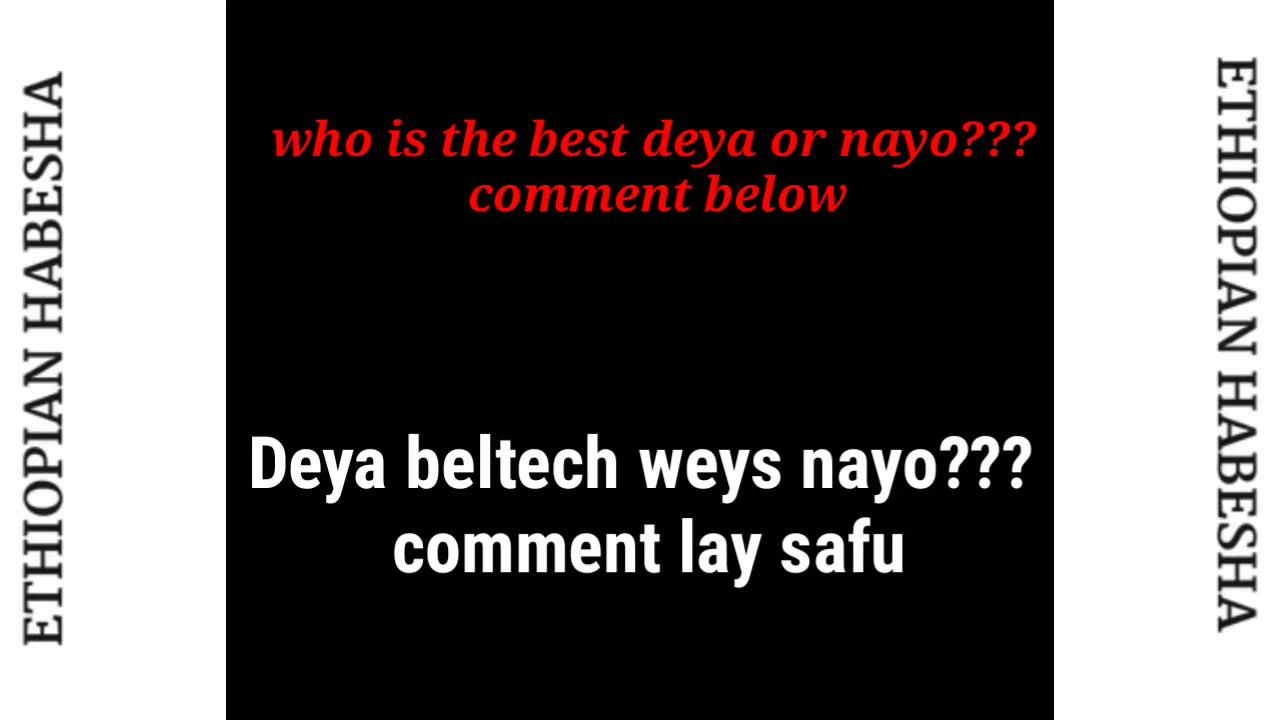 ETHIOPIAN HABESHA
who is the best deya or nayo???
comment below
Deya beltech weys nayo???
comment lay safu
ETHIOPIAN HABESHA